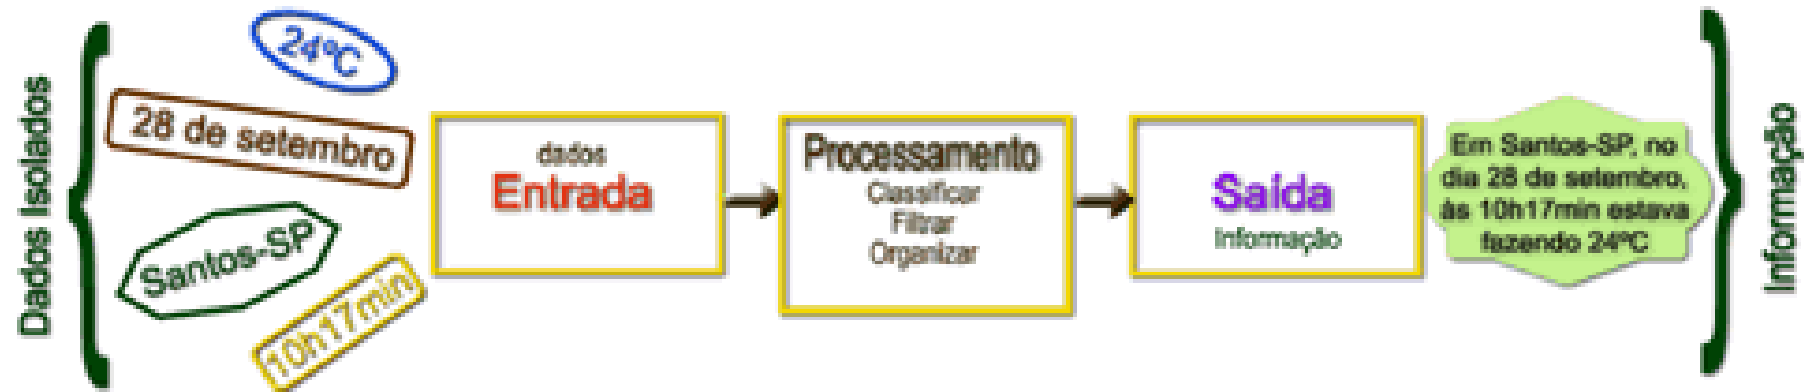 Dados Isolados
24ºC
28 de setembro
Santos-SP
10h17min
dados
Entrada
Processamento
Classificar
Filtrar
Organizar
Saída
Informação
Em Santos-SP, no
dia 28 de setembro,
às 10h17min estava
fazendo 24ºC
Informação